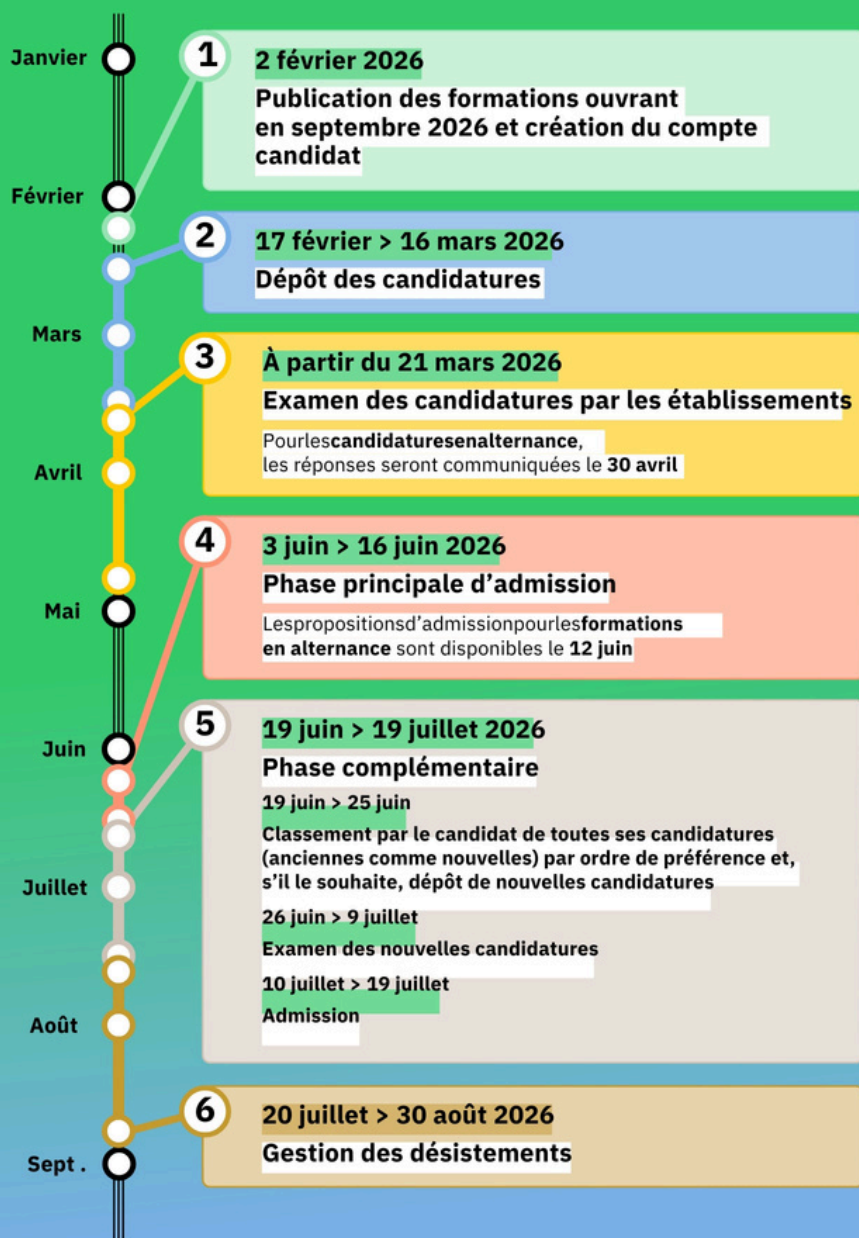 Janvier
1
2 février 2026
Publication des formations ouvrant
en septembre 2026 et création du compte
candidat
Février
2
17 février > 16 mars 2026
Dépôt des candidatures
Mars
3
À partir du 21 mars 2026
Examen des candidatures par les établissements
Pourlescandidaturesenalternance,
les réponses seront communiquées le 30 avril
Avril
4
3 juin > 16 juin 2026
Phase principale d’admission
Lespropositionsd’admissionpourlesformations
en alternance sont disponibles le 12 juin
Mai
5
19 juin > 19 juillet 2026
Phase complémentaire
19 juin > 25 juin
Classement par le candidat de toutes ses candidatures
(anciennes comme nouvelles) par ordre de préférence et,
s’il le souhaite, dépôt de nouvelles candidatures
26 juin > 9 juillet
Examen des nouvelles candidatures
10 juillet > 19 juillet
Admission
Juin
Juillet
Août
6
20 juillet > 30 août 2026
Gestion des désistements
Sept .